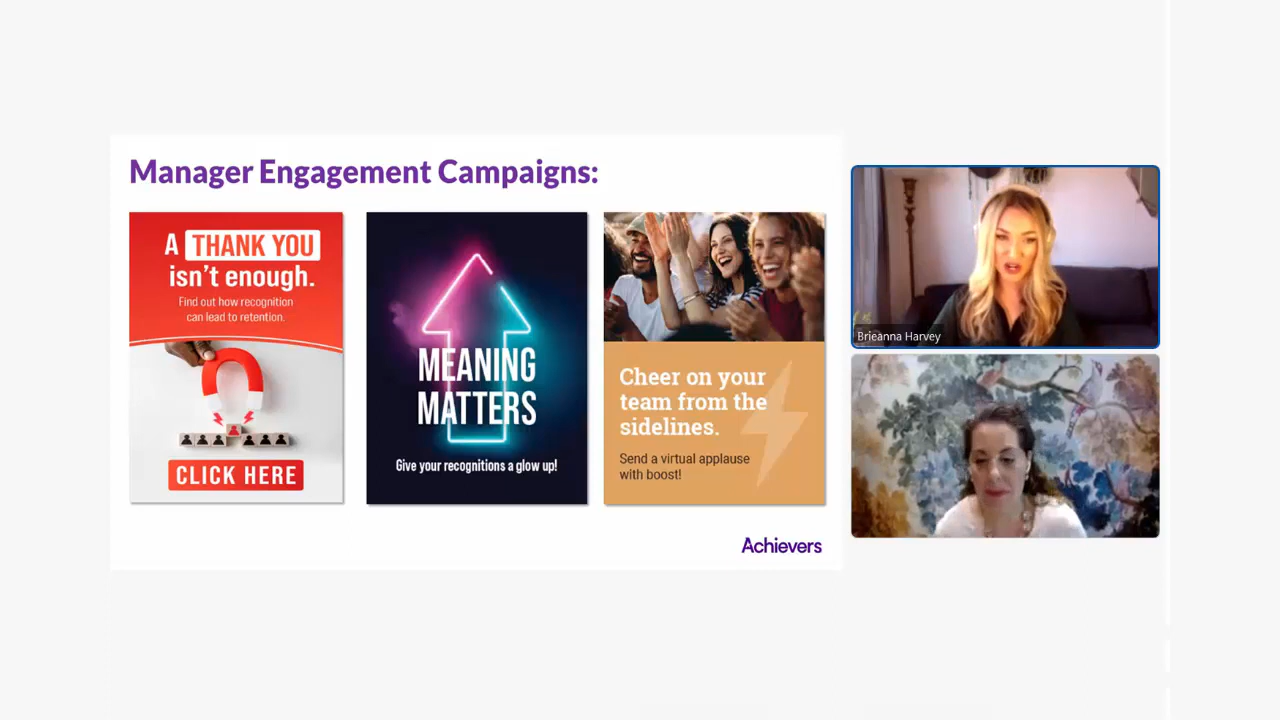 Manager Engagement Campaigns:
A THANK YOU
isn't enough.
Find out how recognition
can lead to retention.
CLICK HERE
MEANING
MATTERS
Give your recognitions a glow up!
Cheer on your
team from the
sidelines.
Send a virtual applause
with boost!
Achievers
Brieanna Harvey